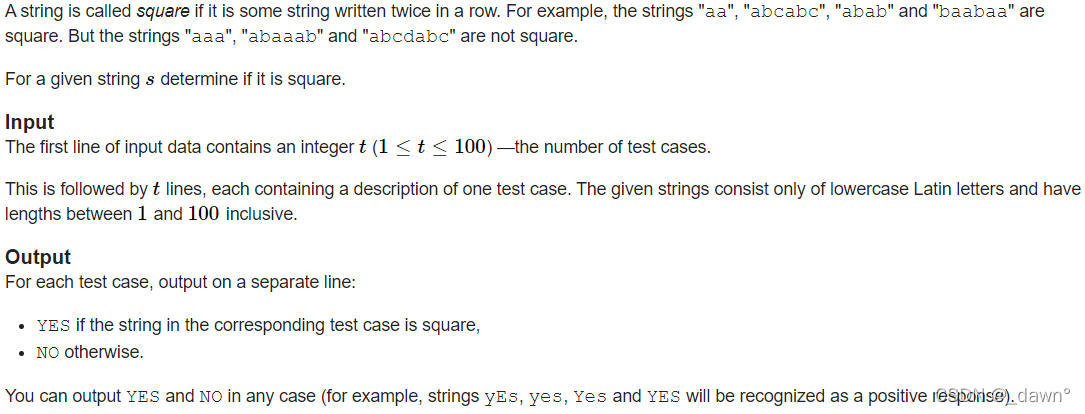 A string is called square if it is some string written twice in a row. For example, the strings "aa", "abcabc", "abab" and "baabaa" are
square. But the strings "aaa", "abaaab" and "abcdabc" are not square.
For a given string s determine if it is square.
Input
The first line of input data contains an integer t (1 ≤ t ≤ 100) —the number of test cases.
This is followed by t lines, each containing a description of one test case. The given strings consist only of lowercase Latin letters and have
lengths between 1 and 100 inclusive.
Output
For each test case, output on a separate line:
• YES if the string in the corresponding test case is square,
• NO otherwise.
You can output YES and NO in any case (for example, strings yEs, yes, Yes and YES will be recognized as a positive response).
CSDN @_dawn°